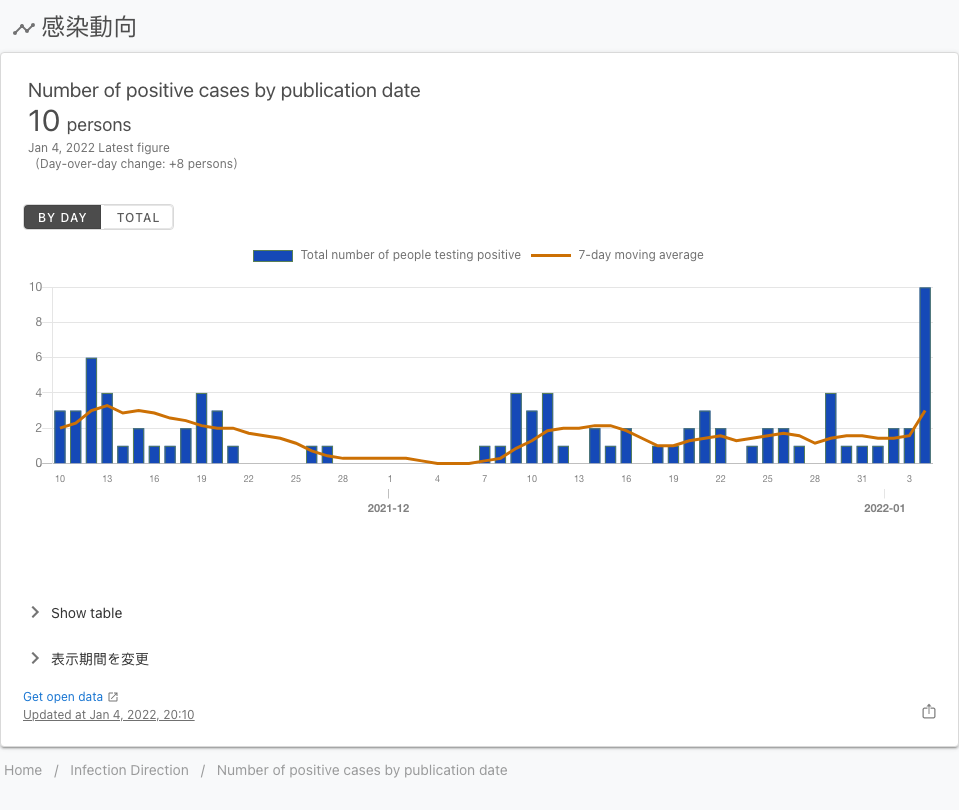 感染動向
Number of positive cases by publication date
10 persons
Jan 4, 2022 Latest figure
(Day-over-day change: +8 persons)
BY DAY TOTAL
Total number of people testing positive 7-day moving average
10
8
6
4
2
0
10 13 16 19 22 25 28 1 4 7 10 13 16 19 22 25 28 31 3
2021-12 2022-01
Show table
表示期間を変更
Get open data
Updated at Jan 4, 2022, 20:10
Home / Infection Direction / Number of positive cases by publication date